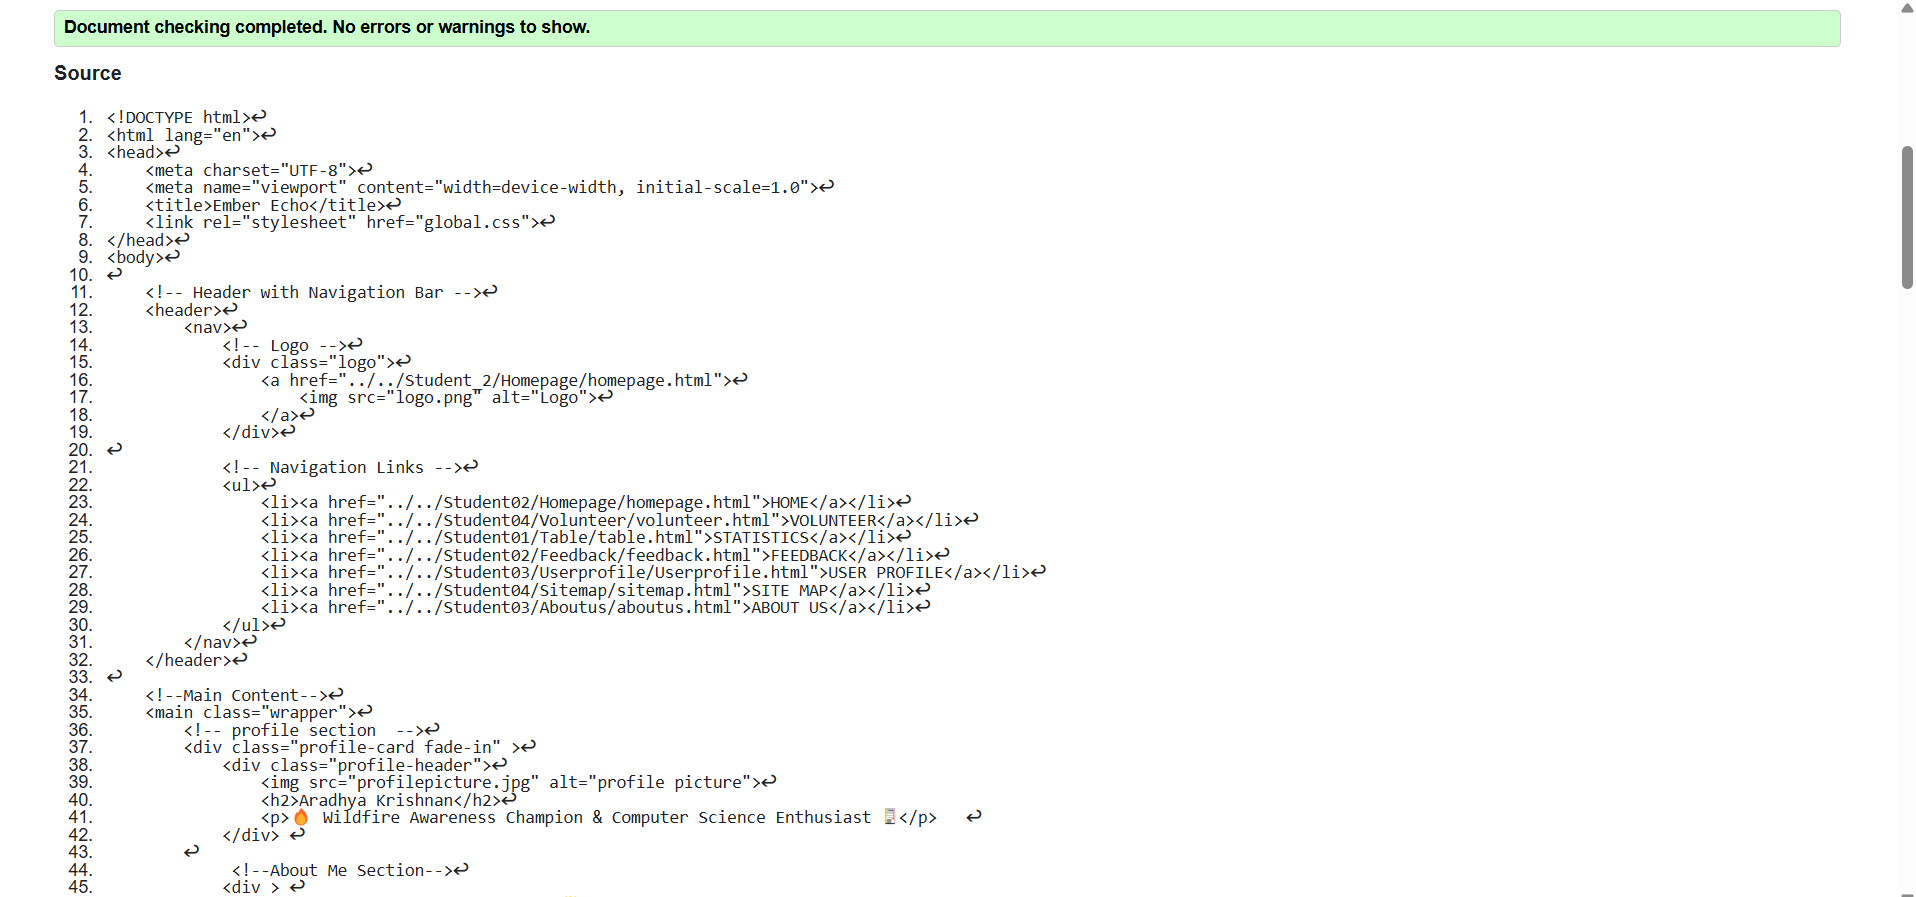 Document checking completed. No errors or warnings to show.
Source
1. <!DOCTYPE html>↩
2. <html lang="en">↩
3. <head>↩
4.     <meta charset="UTF-8">↩
5.     <meta name="viewport" content="width=device-width, initial-scale=1.0">↩
6.     <title>Ember Echo</title>↩
7.     <link rel="stylesheet" href="global.css">↩
8. </head>↩
9. <body>↩
10. ↩
11.     <!-- Header with Navigation Bar -->↩
12.     <header>↩
13.         <nav>↩
14.             <!-- Logo -->↩
15.             <div class="logo">↩
16.                 <a href="../../Student_2/Homepage/homepage.html">↩
17.                     <img src="logo.png" alt="Logo">↩
18.                 </a>↩
19.             </div>↩
20. ↩
21.             <!-- Navigation Links -->↩
22.             <ul>↩
23.                 <li><a href="../../Student02/Homepage/homepage.html">HOME</a></li>↩
24.                 <li><a href="../../Student04/Volunteer/volunteer.html">VOLUNTEER</a></li>↩
25.                 <li><a href="../../Student01/Table/table.html">STATISTICS</a></li>↩
26.                 <li><a href="../../Student02/Feedback/feedback.html">FEEDBACK</a></li>↩
27.                 <li><a href="../../Student03/Userprofile/Userprofile.html">USER PROFILE</a></li>↩
28.                 <li><a href="../../Student04/Sitemap/sitemap.html">SITE MAP</a></li>↩
29.                 <li><a href="../../Student03/Aboutus/aboutus.html">ABOUT US</a></li>↩
30.             </ul>↩
31.         </nav>↩
32.     </header>↩
33. ↩
34.     <!--Main Content-->↩
35.     <main class="wrapper">↩
36.         <!-- profile section  -->↩
37.         <div class="profile-card fade-in" >↩
38.             <div class="profile-header">↩
39.                 <img src="profilepicture.jpg" alt="profile picture">↩
40.                 <h2>Aradhya Krishnan</h2>↩
41.                 <p>🔥 Wildfire Awareness Champion & Computer Science Enthusiast </p>   ↩
42.             </div> ↩
43.         ↩
44.              <!--About Me Section-->↩
45.             <div > ↩